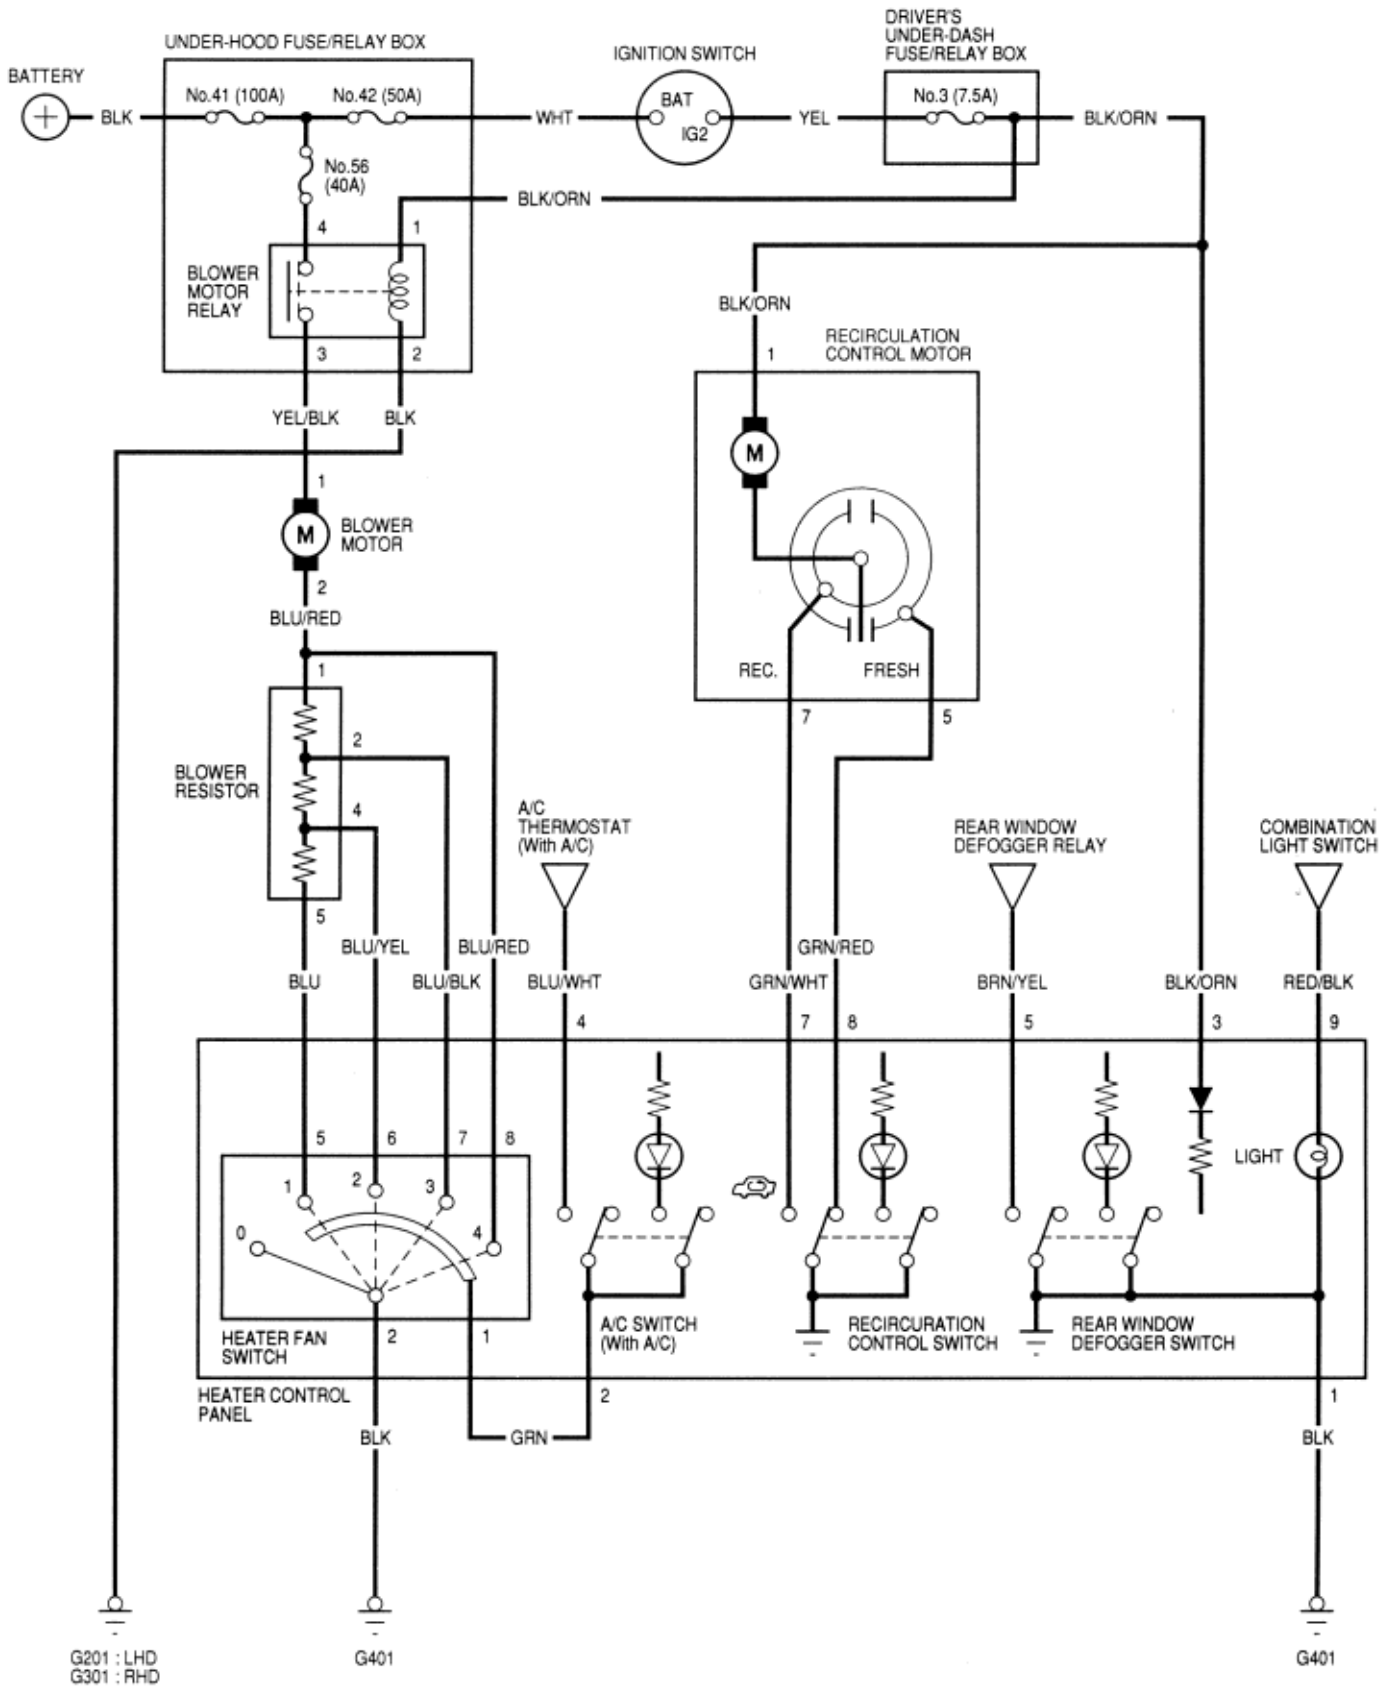 DRIVER'S
UNDER-DASH
FUSE/RELAY BOX
UNDER-HOOD FUSE/RELAY BOX
IGNITION SWITCH
BATTERY
+
BLK
No.41 (100A)
No.42 (50A)
WHT
BAT
IG2
YEL
No.3 (7.5A)
BLK/ORN
No.56
(40A)
BLK/ORN
4
1
BLOWER
MOTOR
RELAY
BLK/ORN
3
2
RECIRCULATION
CONTROL MOTOR
1
YEL/BLK
BLK
M
1
M
BLOWER
MOTOR
2
BLU/RED
1
REC.
FRESH
7
5
2
BLOWER
RESISTOR
4
A/C
THERMOSTAT
(With A/C)
REAR WINDOW
DEFOGGER RELAY
COMBINATION
LIGHT SWITCH
5
BLU/YEL
BLU/RED
GRN/RED
BLU
BLU/BLK
BLU/WHT
GRN/WHT
BRN/YEL
BLK/ORN
RED/BLK
4
7
8
5
3
9
5
6
7
8
LIGHT
1
2
3
0
4
HEATER FAN
SWITCH
2
1
A/C SWITCH
(With A/C)
RECIRCURATION
CONTROL SWITCH
REAR WINDOW
DEFOGGER SWITCH
HEATER CONTROL
PANEL
2
1
BLK
GRN
BLK
G201 : LHD
G301 : RHD
G401
G401